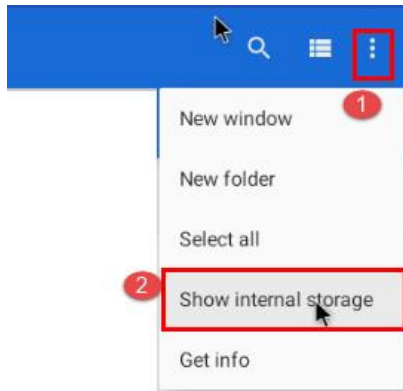 1
New window
New folder
Select all
2
Show internal storage
Get info